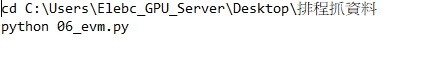 cd C:\Users\Elebc_GPU_Server\Desktop\排程抓資料
python 06_evm.py